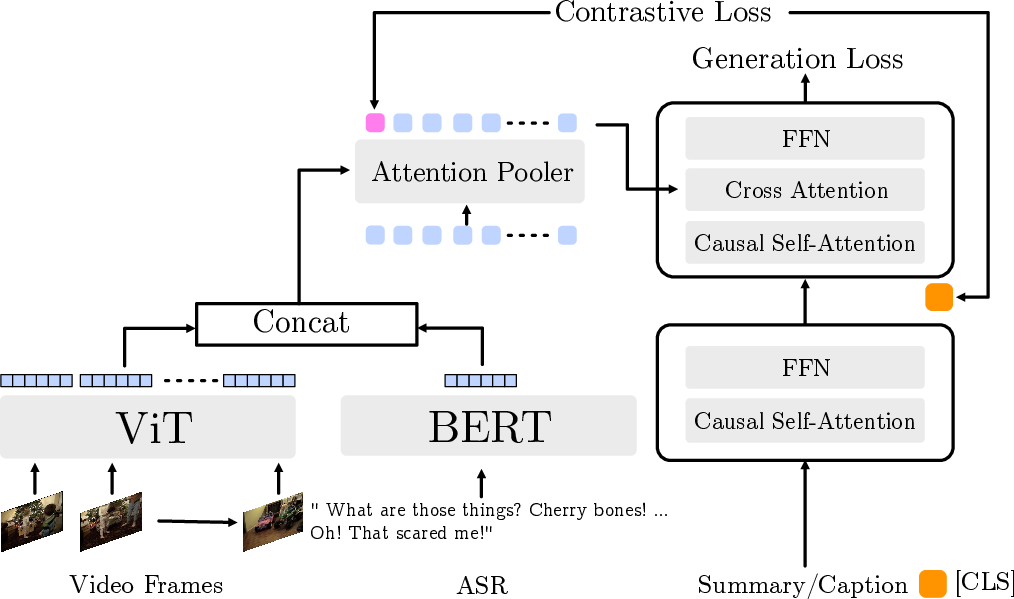 Contrastive Loss
Generation Loss
FFN
Attention Pooler
Cross Attention
Causal Self-Attention
Concat
FFN
ViT
BERT
Causal Self-Attention
" What are those things? Cherry bones! ...
Oh! That scared me!"
Video Frames
ASR
Summary/Caption
[CLS]